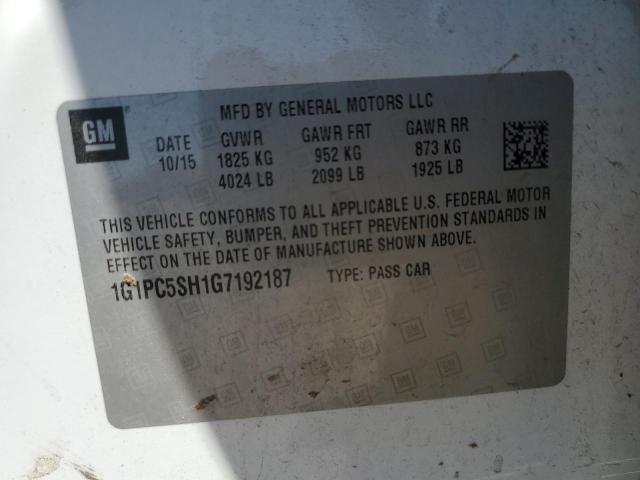 GM
MFD BY GENERAL MOTORS LLC
DATE GVWR GAWR FRT GAWR RR
10/15 1825 KG 952 KG 873 KG
4024 LB 2099 LB 1925 LB
THIS VEHICLE CONFORMS TO ALL APPLICABLE U.S. FEDERAL MOTOR
VEHICLE SAFETY, BUMPER, AND THEFT PREVENTION STANDARDS IN
EFFECT ON THE DATE OF MANUFACTURE SHOWN ABOVE.
1G1PC5SH1G7192187 TYPE: PASS CAR